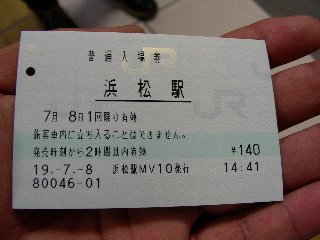 普通入場券
浜松駅
7月 8日1回限り有効
旅客車内に立ち入ることはできません。
発売時刻から2時間以内有効 ¥140
19.-7.-8 浜松駅MV10発行 14:41
80046-01